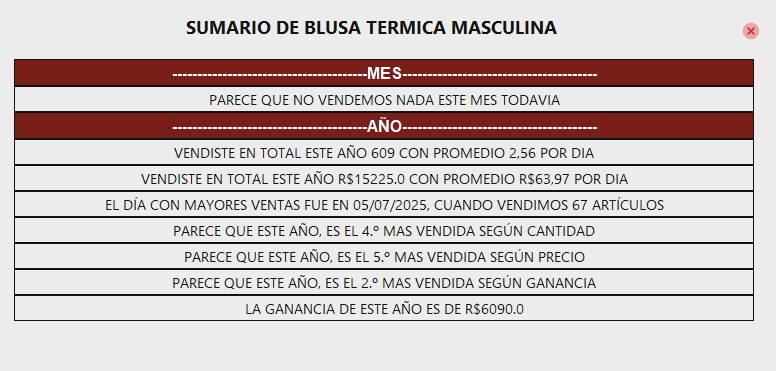 SUMARIO DE BLUSA TERMICA MASCULINA
---------------------------------------MES---------------------------------------
PARECE QUE NO VENDEMOS NADA ESTE MES TODAVIA
---------------------------------------AÑO---------------------------------------
VENDISTE EN TOTAL ESTE AÑO 609 CON PROMEDIO 2,56 POR DIA
VENDISTE EN TOTAL ESTE AÑO R$15225.0 CON PROMEDIO R$63,97 POR DIA
EL DÍA CON MAYORES VENTAS FUE EN 05/07/2025, CUANDO VENDIMOS 67 ARTÍCULOS
PARECE QUE ESTE AÑO, ES EL 4.º MAS VENDIDA SEGÚN CANTIDAD
PARECE QUE ESTE AÑO, ES EL 5.º MAS VENDIDA SEGÚN PRECIO
PARECE QUE ESTE AÑO, ES EL 2.º MAS VENDIDA SEGÚN GANANCIA
LA GANANCIA DE ESTE AÑO ES DE R$6090.0